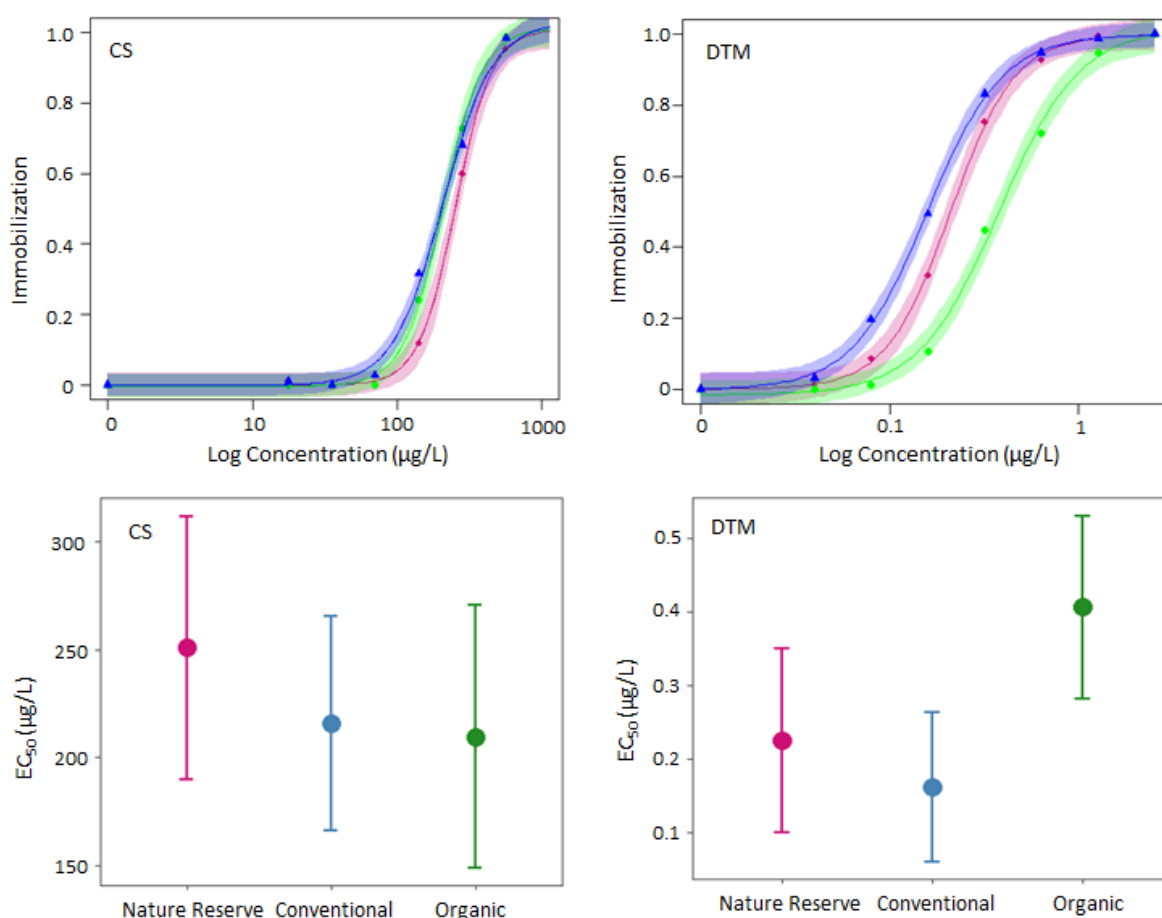 CS
Immobilization
1.0
0.8
0.6
0.4
0.2
0
0 10 100 1000
Log Concentration (µg/L)
DTM
Immobilization
1.0
0.8
0.6
0.4
0.2
0
0 0.1 1
Log Concentration (µg/L)
CS
EC₅₀ (µg/L)
300
250
200
150
Nature Reserve Conventional Organic
DTM
EC₅₀ (µg/L)
0.5
0.4
0.3
0.2
0.1
Nature Reserve Conventional Organic